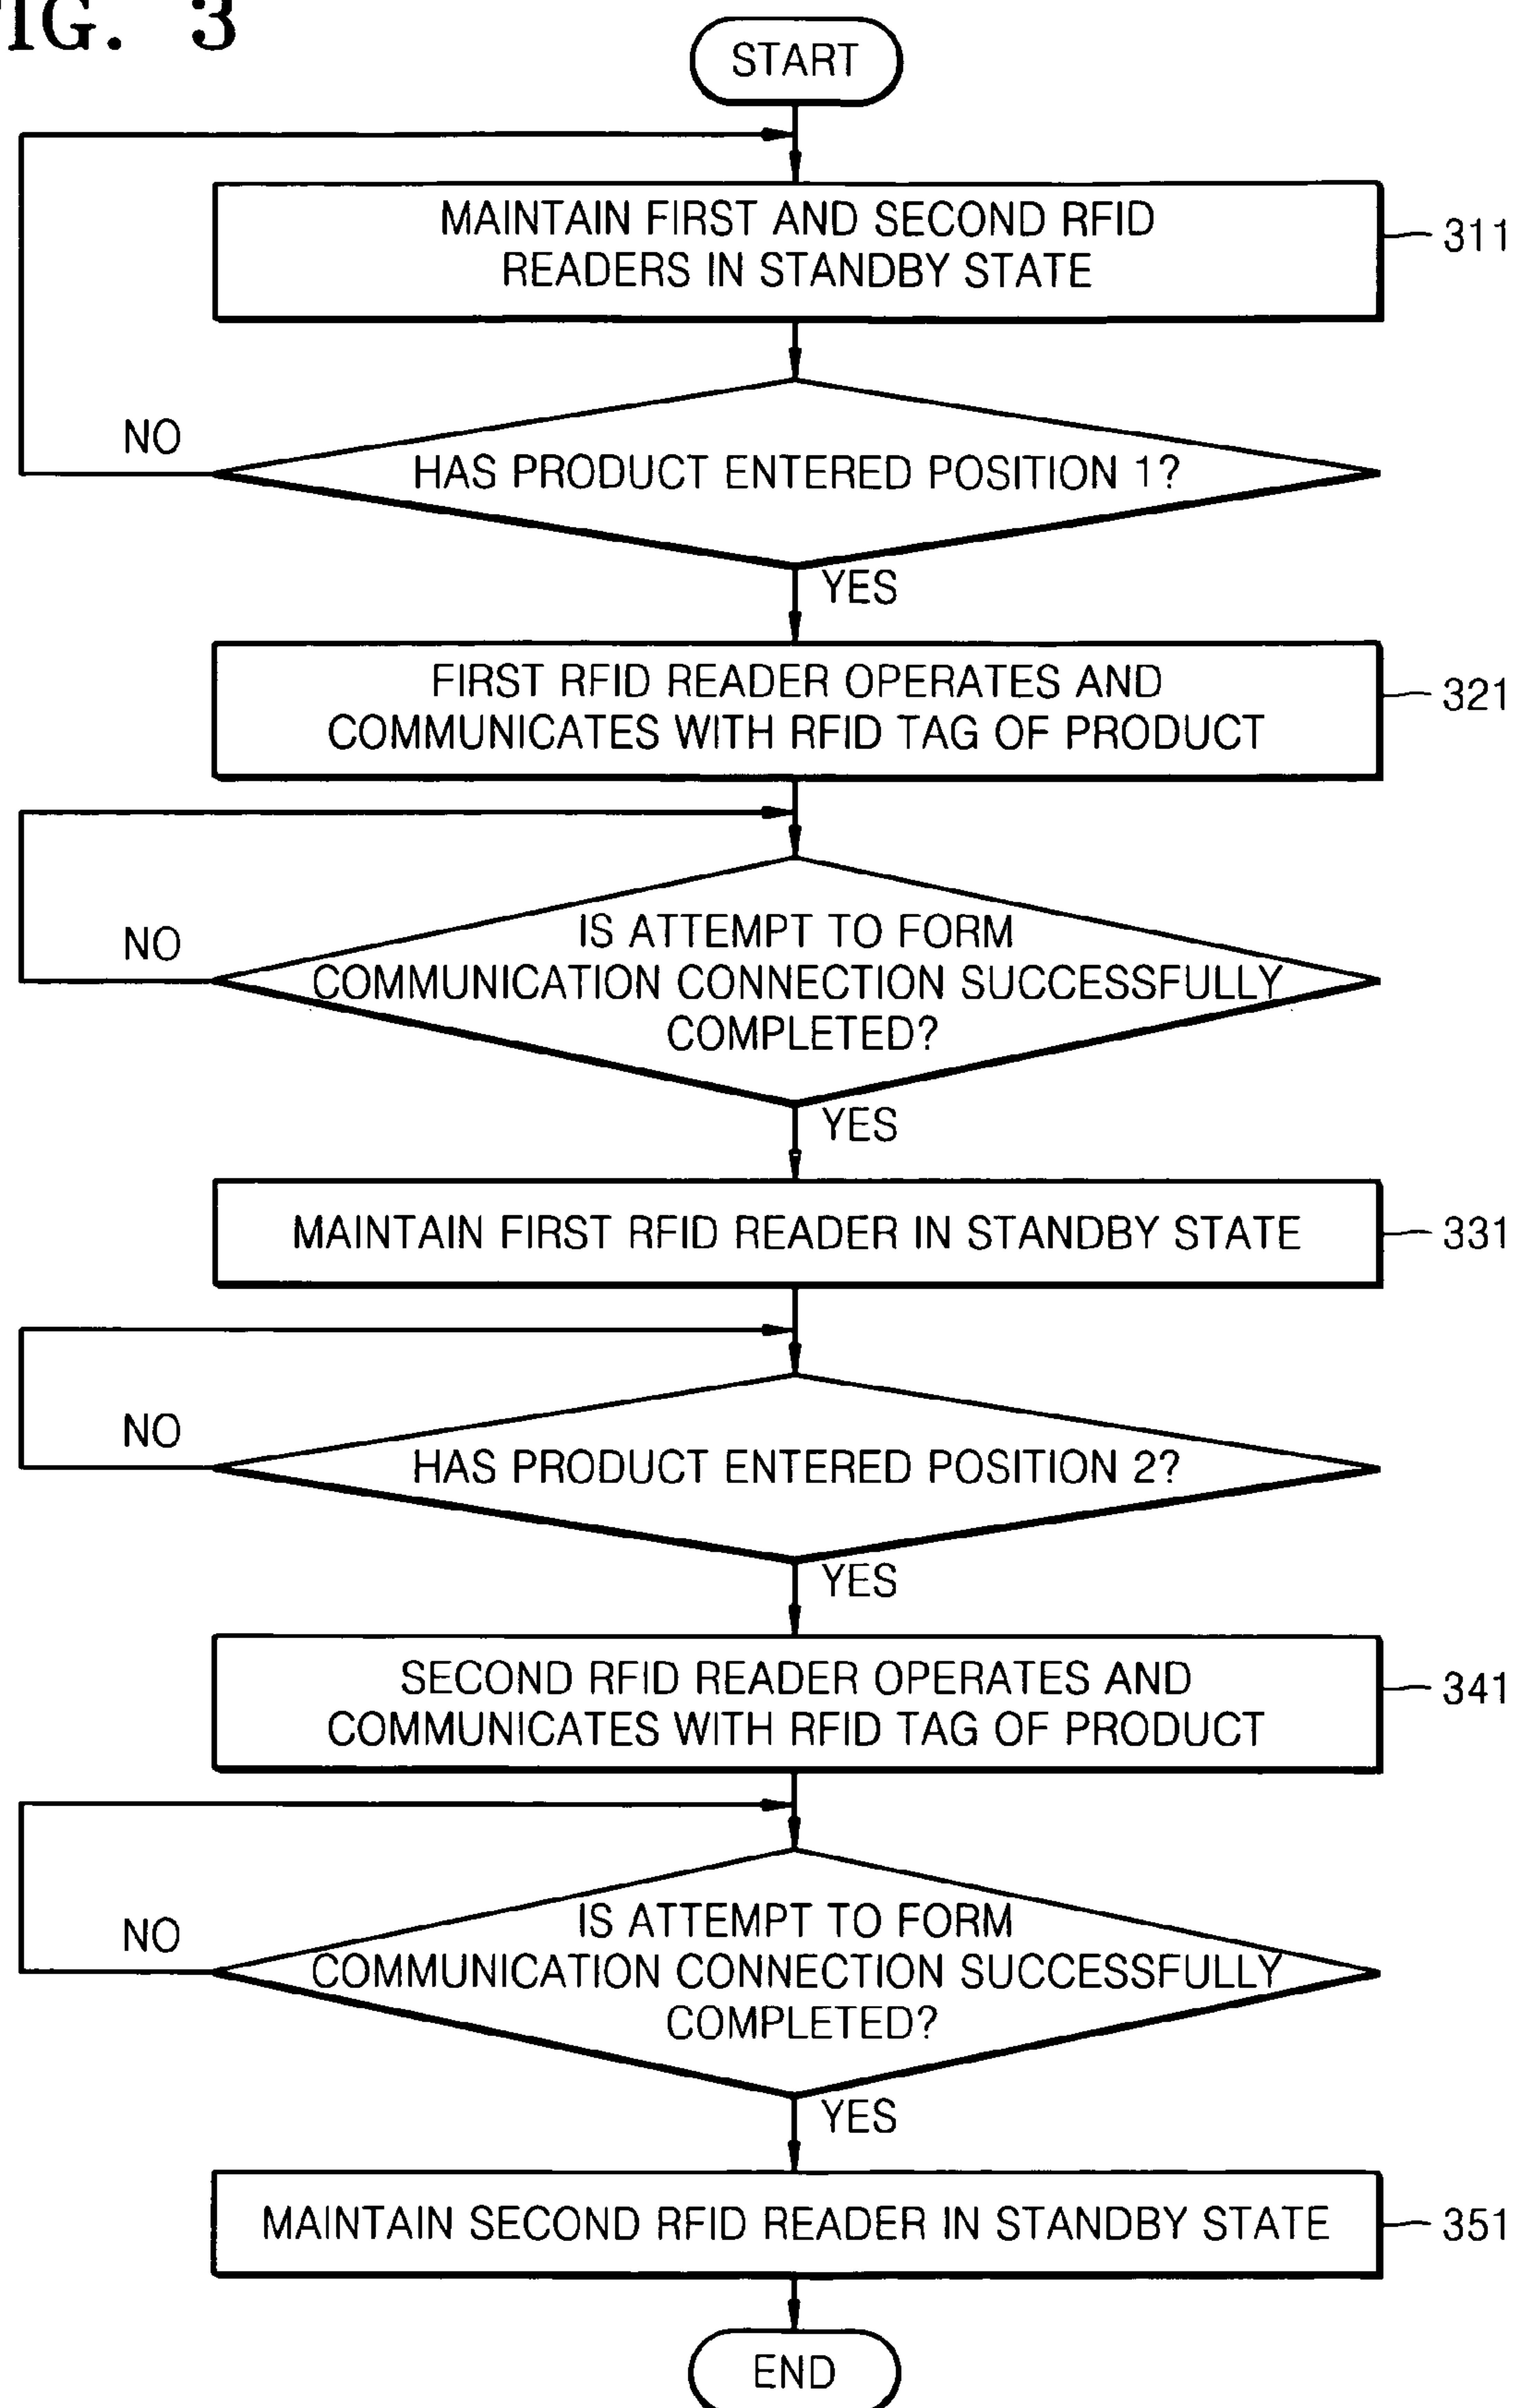 FIG. 3
START
MAINTAIN FIRST AND SECOND RFID
READERS IN STANDBY STATE
311
NO
HAS PRODUCT ENTERED POSITION 1?
YES
FIRST RFID READER OPERATES AND
COMMUNICATES WITH RFID TAG OF PRODUCT
321
NO
IS ATTEMPT TO FORM
COMMUNICATION CONNECTION SUCCESSFULLY
COMPLETED?
YES
MAINTAIN FIRST RFID READER IN STANDBY STATE
331
NO
HAS PRODUCT ENTERED POSITION 2?
YES
SECOND RFID READER OPERATES AND
COMMUNICATES WITH RFID TAG OF PRODUCT
341
NO
IS ATTEMPT TO FORM
COMMUNICATION CONNECTION SUCCESSFULLY
COMPLETED?
YES
MAINTAIN SECOND RFID READER IN STANDBY STATE
351
END